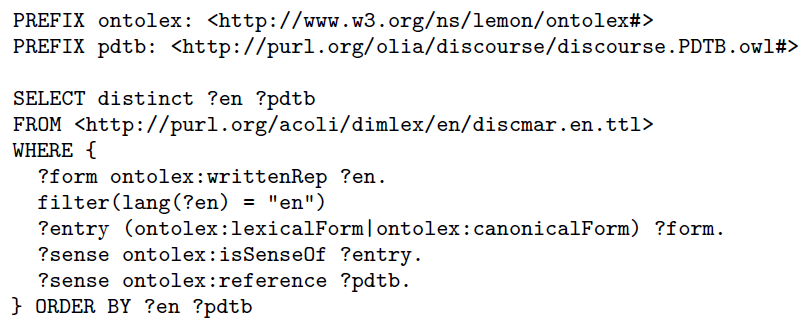 PREFIX ontolex: <http://www.w3.org/ns/lemon/ontolex#>
PREFIX pdtb: <http://purl.org/olia/discourse/discourse.PDTB.owl#>

SELECT distinct ?en ?pdtb
FROM <http://purl.org/acoli/dimlex/en/discmar.en.ttl>
WHERE {
  ?form ontolex:writtenRep ?en.
  filter(lang(?en) = "en")
  ?entry (ontolex:lexicalForm|ontolex:canonicalForm) ?form.
  ?sense ontolex:isSenseOf ?entry.
  ?sense ontolex:reference ?pdtb.
} ORDER BY ?en ?pdtb